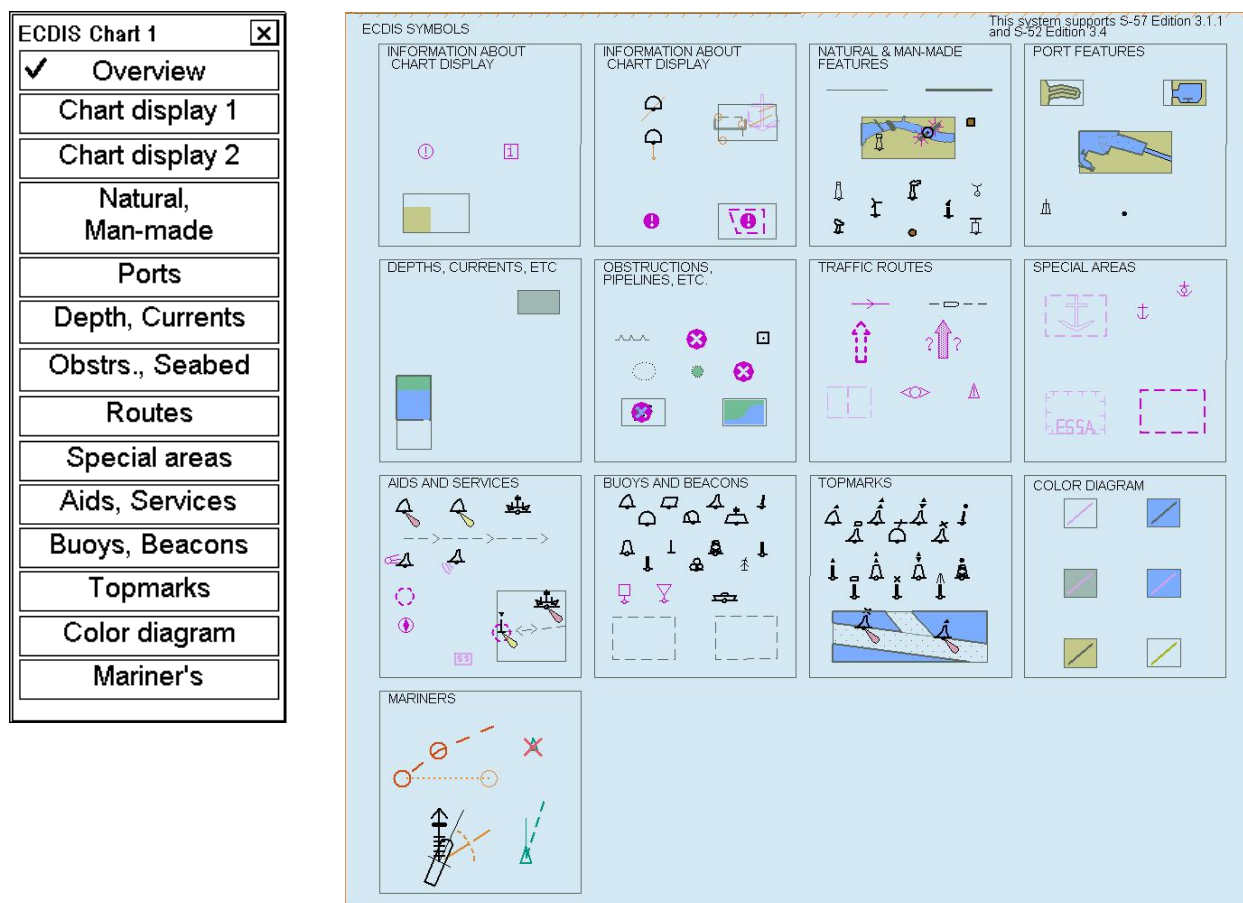 ECDIS Chart 1
Overview
Chart display 1
Chart display 2
Natural,
Man-made
Ports
Depth, Currents
Obstrs., Seabed
Routes
Special areas
Aids, Services
Buoys, Beacons
Topmarks
Color diagram
Mariner's
ECDIS SYMBOLS
This system supports S-57 Edition 3.1.1
and S-52 Edition 3.4
INFORMATION ABOUT
CHART DISPLAY
i
INFORMATION ABOUT
CHART DISPLAY
NATURAL & MAN-MADE
FEATURES
PORT FEATURES
DEPTHS, CURRENTS, ETC
OBSTRUCTIONS,
PIPELINES, ETC.
TRAFFIC ROUTES
? ?
SPECIAL AREAS
ESSA
AIDS AND SERVICES
BUOYS AND BEACONS
TOPMARKS
COLOR DIAGRAM
MARINERS